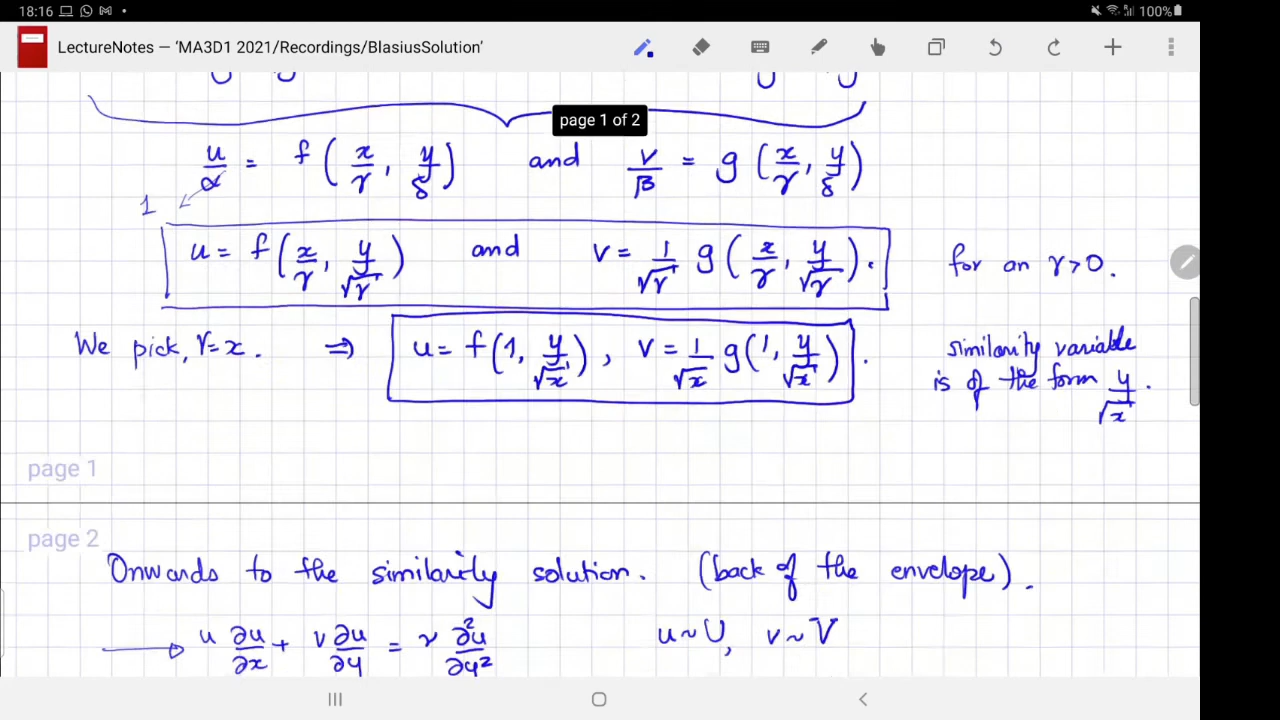 18:16 100%
LectureNotes — ‘MA3D1 2021/Recordings/BlasiusSolution’
page 1 of 2
u/α = f(x/γ, y/δ) and v/β = g(x/γ, y/δ)
1
u = f(x/γ, y/√γ) and v = 1/√γ g(x/γ, y/√γ). for an γ>0.
We pick, γ=x. ⇒ u = f(1, y/√x), v = 1/√x g(1, y/√x). similarity variable
is of the form y/√x.
page 1
page 2
Onwards to the similarity solution. (back of the envelope).
→ u ∂u/∂x + v ∂u/∂y = ν ∂²u/∂y² u~U, v~V